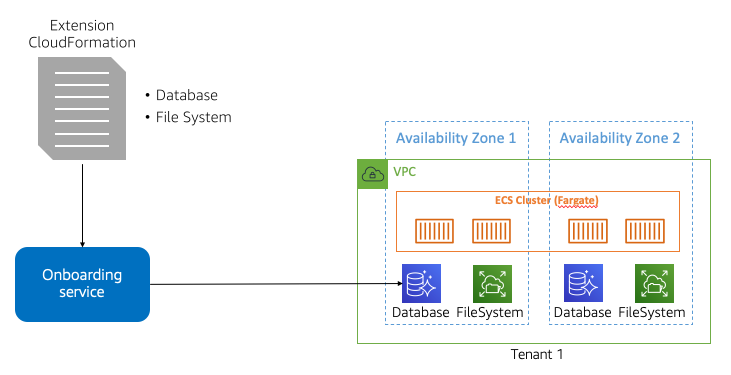 Extension
CloudFormation
• Database
• File System
Availability Zone 1
Availability Zone 2
VPC
ECS Cluster (Fargate)
Onboarding
service
Database
FileSystem
Database
FileSystem
Tenant 1